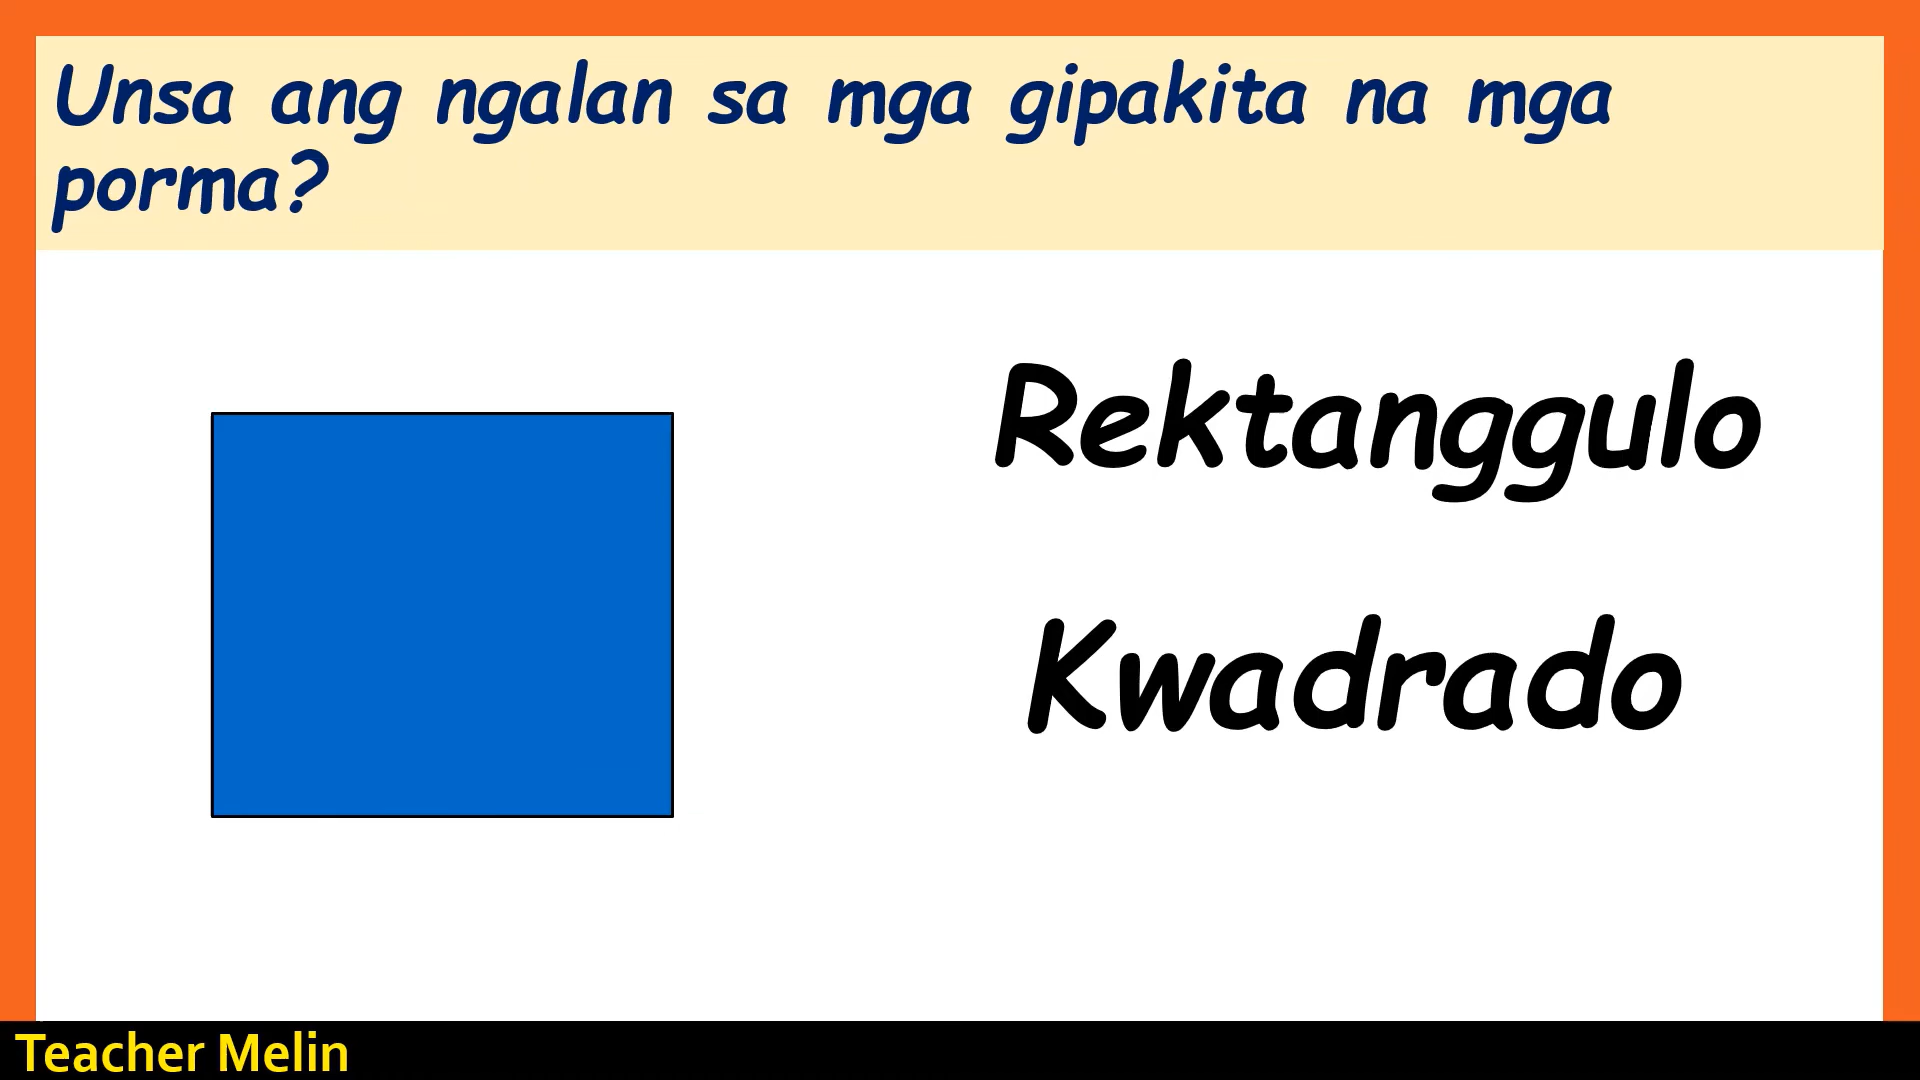 Unsa ang ngalan sa mga gipakita na mga
porma?
Rektanggulo
Kwadrado
Teacher Melin